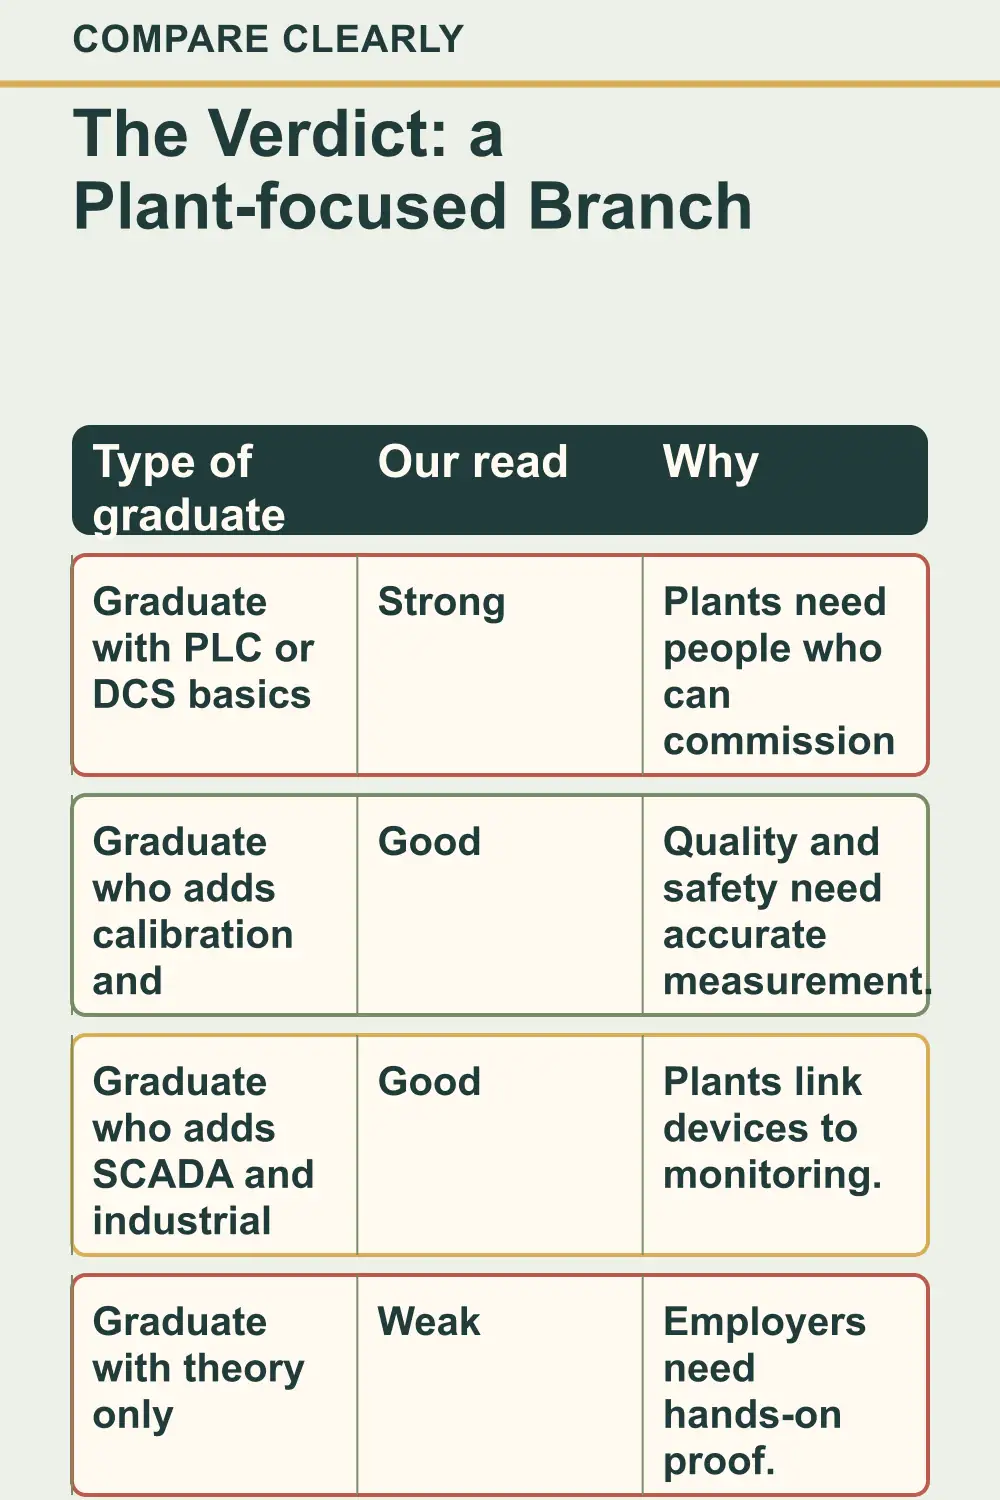 COMPARE CLEARLY
The Verdict: a
Plant-focused Branch
Type of
graduate
Our read
Why
Graduate
with PLC or
DCS basics
Strong
Plants need
people who
can
commission
Graduate
who adds
calibration
and
Good
Quality and
safety need
accurate
measurement.
Graduate
who adds
SCADA and
industrial
Good
Plants link
devices to
monitoring.
Graduate
with theory
only
Weak
Employers
need
hands-on
proof.